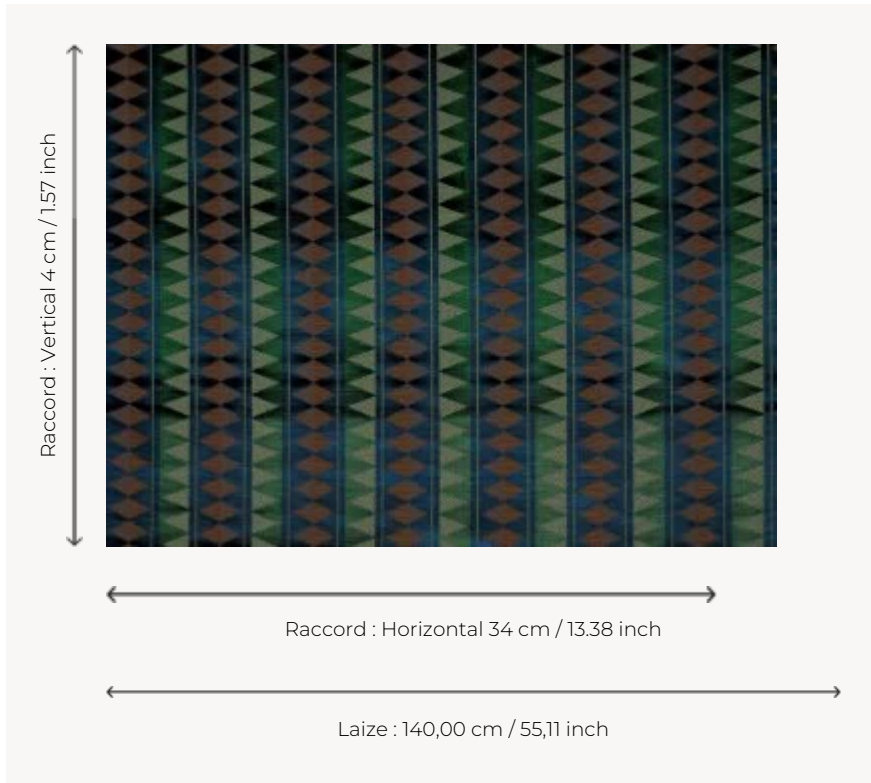 Raccord : Vertical 4 cm / 1.57 inch
Raccord : Horizontal 34 cm / 13.38 inch
Laize : 140,00 cm / 55,11 inch